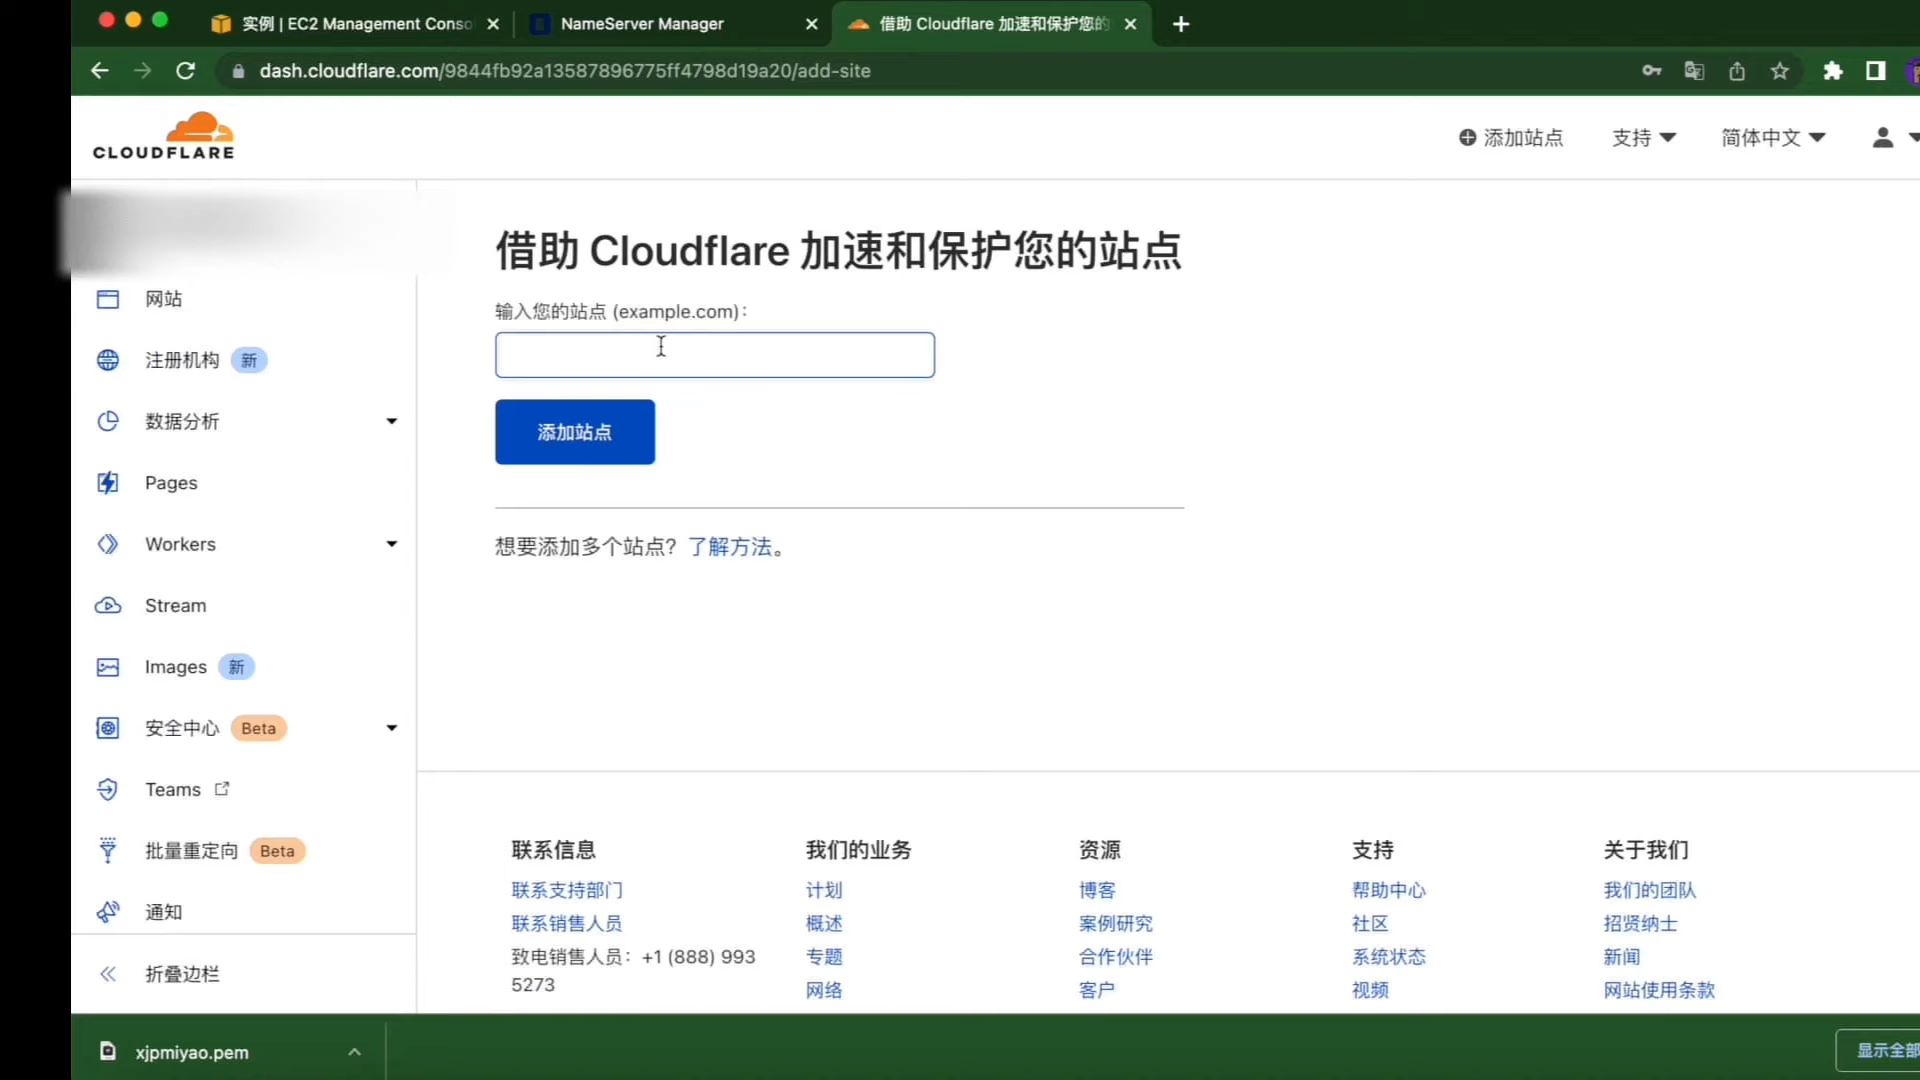 实例 | EC2 Management Conso
NameServer Manager
借助 Cloudflare 加速和保护您的
dash.cloudflare.com/9844fb92a13587896775ff4798d19a20/add-site
CLOUDFLARE
添加站点
支持
简体中文
网站
注册机构 新
数据分析
Pages
Workers
Stream
Images 新
安全中心 Beta
Teams
批量重定向 Beta
通知
折叠边栏
借助 Cloudflare 加速和保护您的站点
输入您的站点 (example.com)：
添加站点
想要添加多个站点？了解方法。
联系信息
联系支持部门
联系销售人员
致电销售人员：+1 (888) 993
5273
我们的业务
计划
概述
专题
网络
资源
博客
案例研究
合作伙伴
客户
支持
帮助中心
社区
系统状态
视频
关于我们
我们的团队
招贤纳士
新闻
网站使用条款
xjpmiyao.pem
显示全部